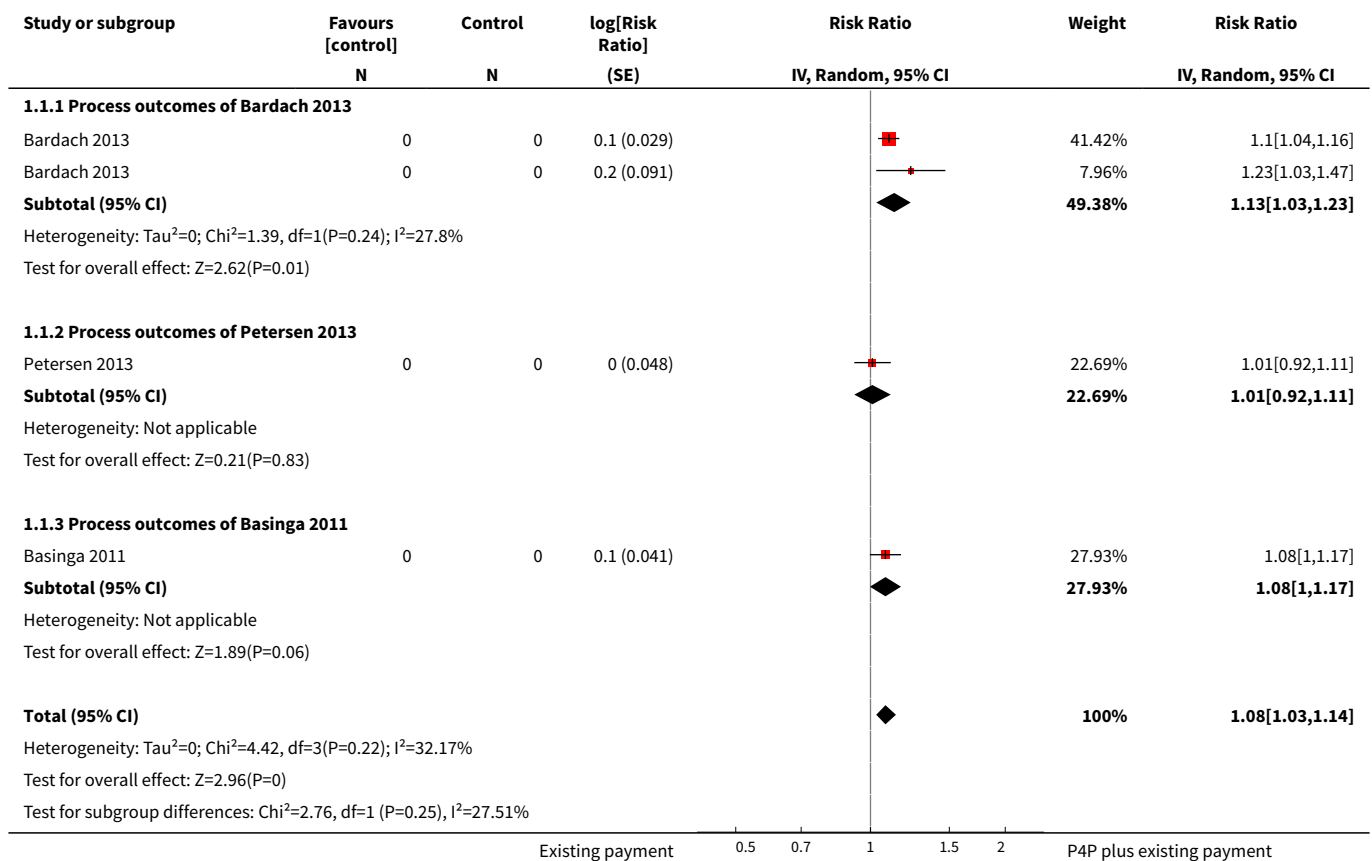 Study or subgroup Favours [control] Control log[Risk Ratio] Risk Ratio Weight Risk Ratio
N N (SE) IV, Random, 95% CI IV, Random, 95% CI
1.1.1 Process outcomes of Bardach 2013
Bardach 2013 0 0 0.1 (0.029) 41.42% 1.1[1.04,1.16]
Bardach 2013 0 0 0.2 (0.091) 7.96% 1.23[1.03,1.47]
Subtotal (95% CI) 49.38% 1.13[1.03,1.23]
Heterogeneity: Tau²=0; Chi²=1.39, df=1(P=0.24); I²=27.8%
Test for overall effect: Z=2.62(P=0.01)
1.1.2 Process outcomes of Petersen 2013
Petersen 2013 0 0 0 (0.048) 22.69% 1.01[0.92,1.11]
Subtotal (95% CI) 22.69% 1.01[0.92,1.11]
Heterogeneity: Not applicable
Test for overall effect: Z=0.21(P=0.83)
1.1.3 Process outcomes of Basinga 2011
Basinga 2011 0 0 0.1 (0.041) 27.93% 1.08[1,1.17]
Subtotal (95% CI) 27.93% 1.08[1,1.17]
Heterogeneity: Not applicable
Test for overall effect: Z=1.89(P=0.06)
Total (95% CI) 100% 1.08[1.03,1.14]
Heterogeneity: Tau²=0; Chi²=4.42, df=3(P=0.22); I²=32.17%
Test for overall effect: Z=2.96(P=0)
Test for subgroup differences: Chi²=2.76, df=1 (P=0.25), I²=27.51%
Existing payment 0.5 0.7 1 1.5 2 P4P plus existing payment